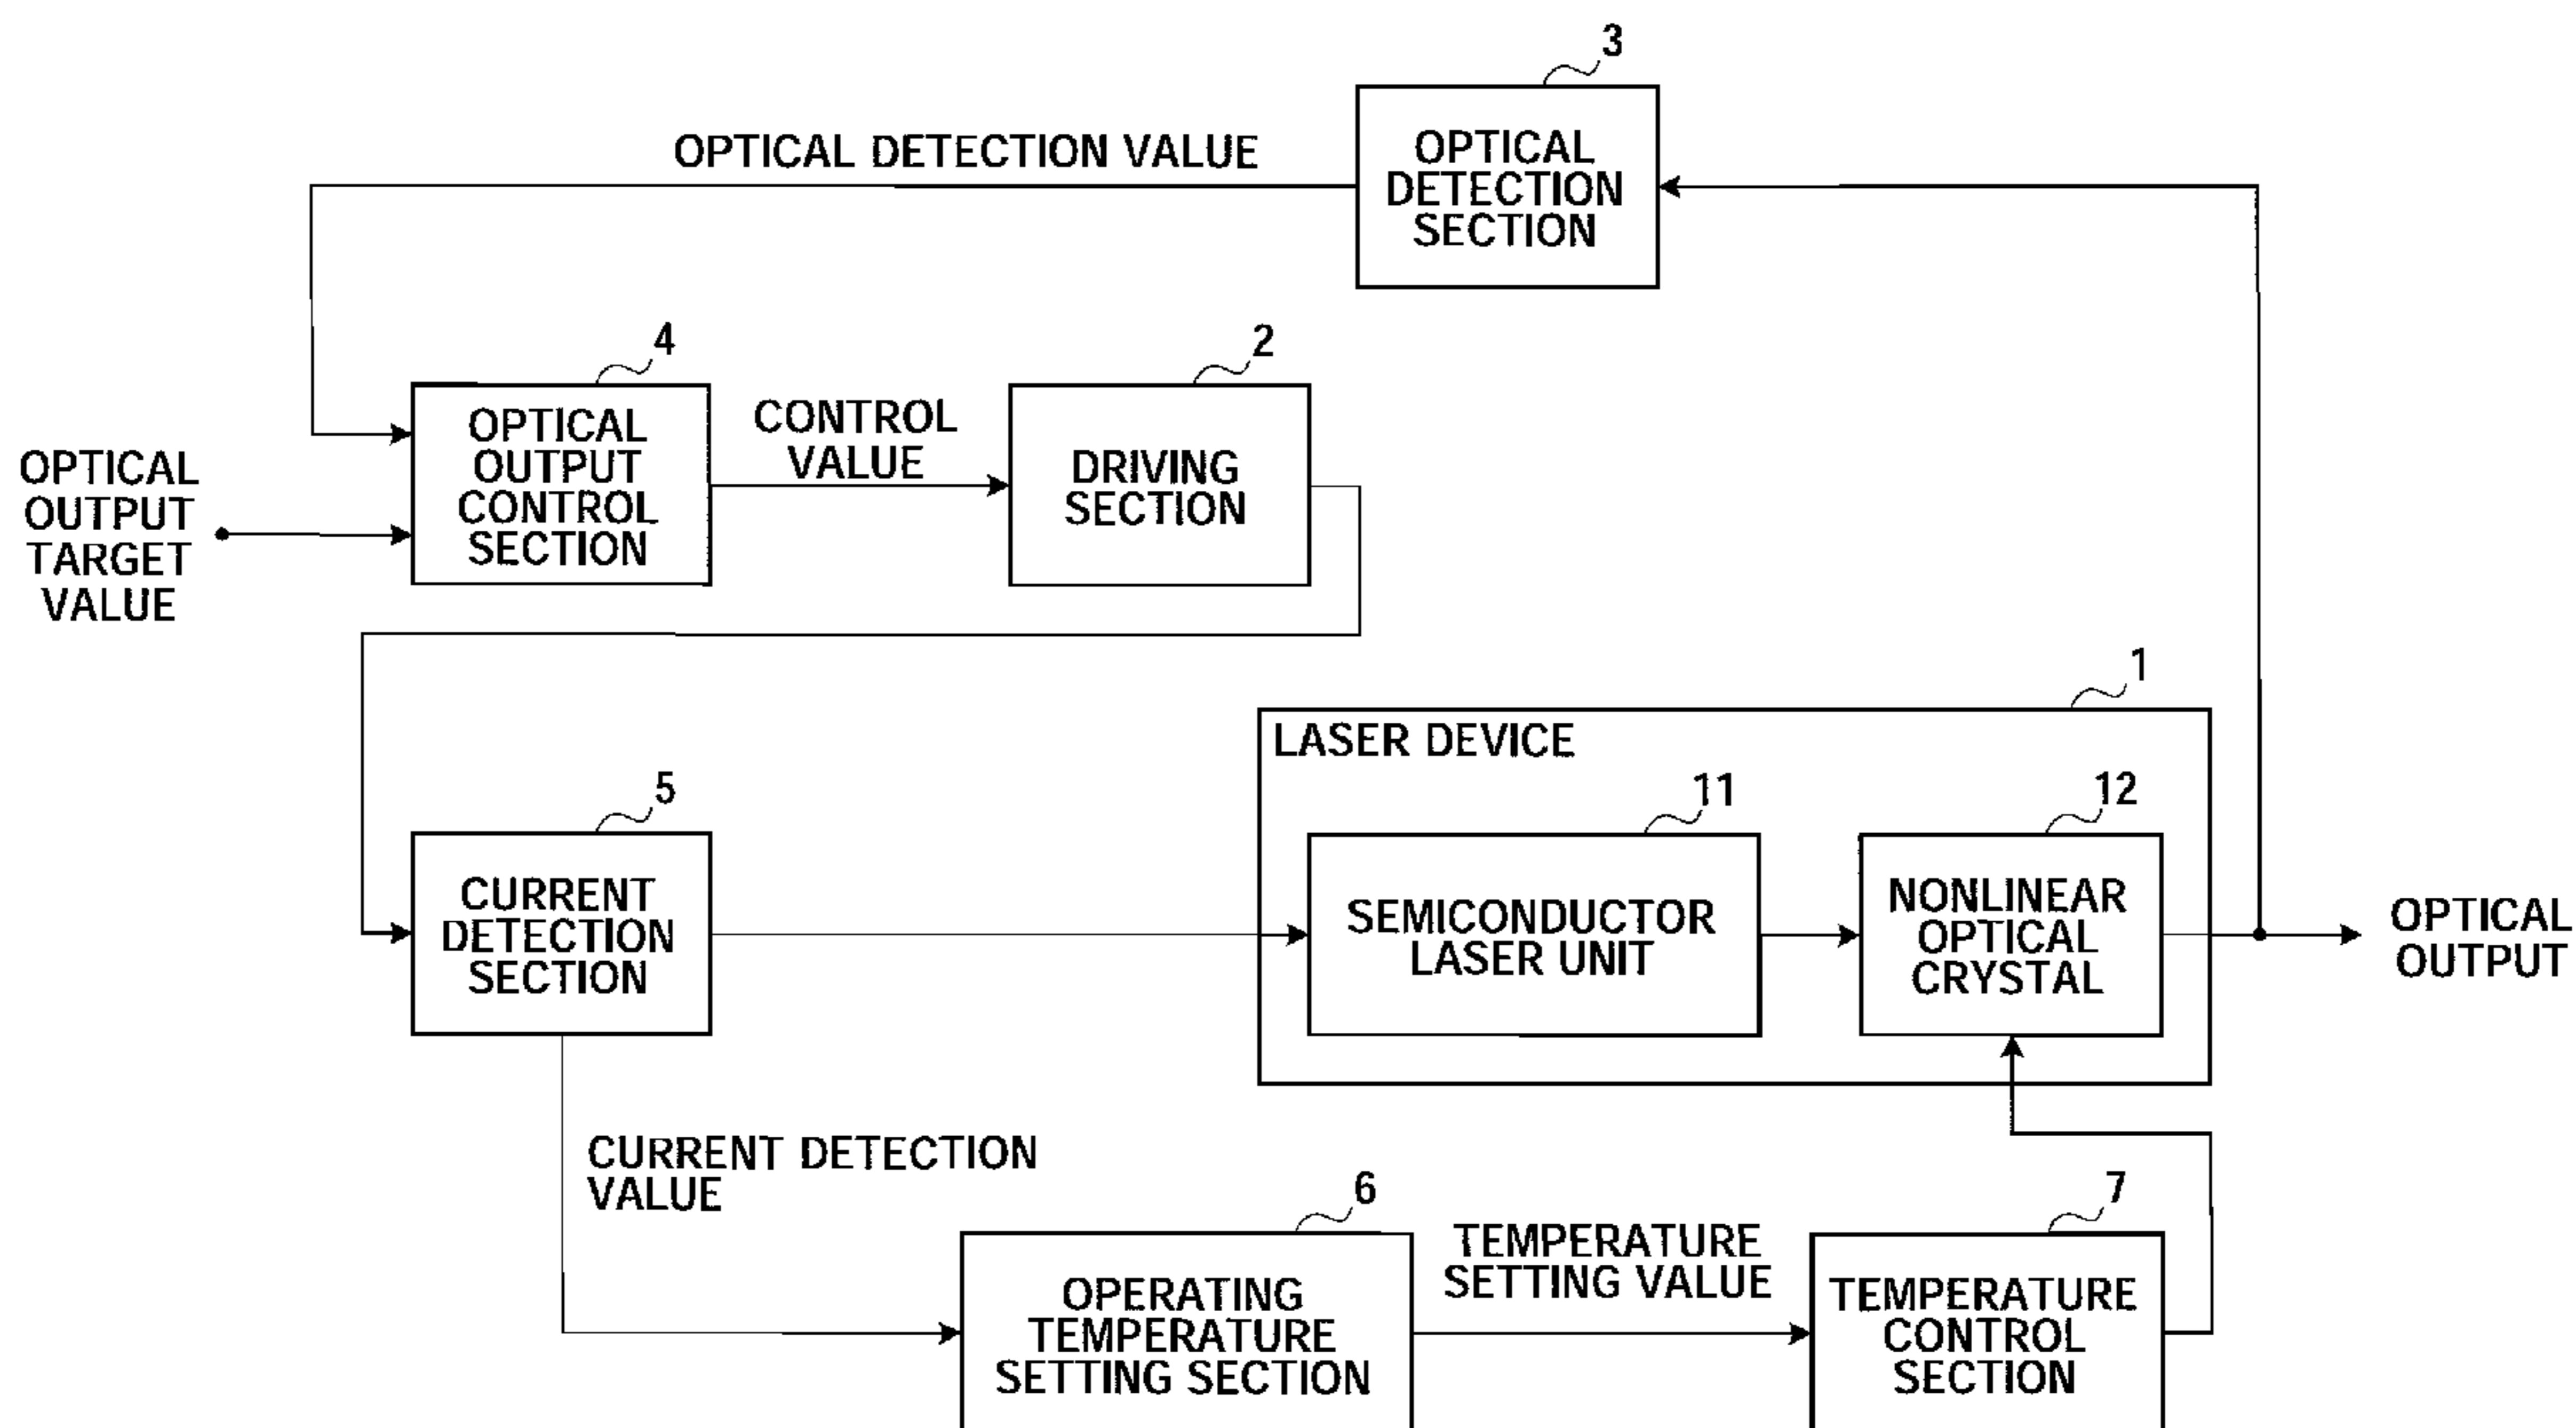 3
OPTICAL DETECTION VALUE
OPTICAL
DETECTION
SECTION
4
2
OPTICAL
OUTPUT
TARGET
VALUE
OPTICAL
OUTPUT
CONTROL
SECTION
CONTROL
VALUE
DRIVING
SECTION
1
LASER DEVICE
5
11
12
CURRENT
DETECTION
SECTION
SEMICONDUCTOR
LASER UNIT
NONLINEAR
OPTICAL
CRYSTAL
OPTICAL
OUTPUT
CURRENT DETECTION
VALUE
6
7
OPERATING
TEMPERATURE
SETTING SECTION
TEMPERATURE
SETTING VALUE
TEMPERATURE
CONTROL
SECTION